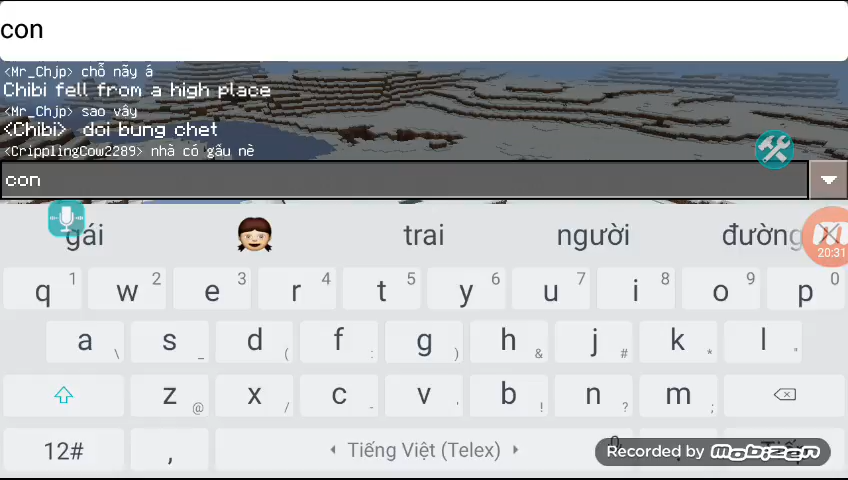 con
<Mr_Chjp> chỗ nãy á
Chibi fell from a high place
<Mr_Chjp> sao vậy
<Chibi> doi bung chet
<CripplingCow2289> nhà có gấu nè
con
gái trai người đường
20:31
q 1 w 2 e 3 r 4 t 5 y 6 u 7 i 8 o 9 p 0
a \ s _ d ( f : g ) h & j # k * l "
z @ x / c - v ' b ! n ? m ;
12# , Tiếng Việt (Telex)
Recorded by mobizen